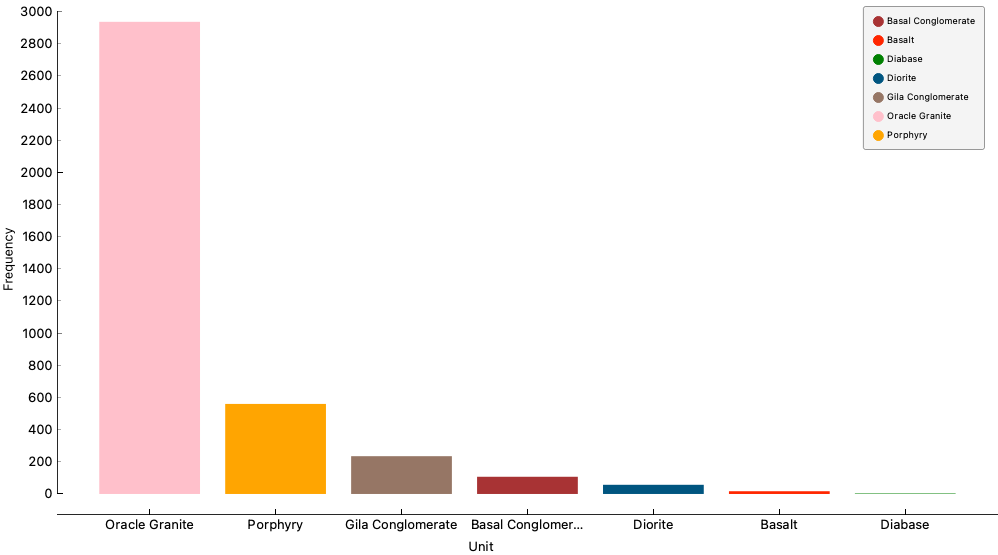 3000
2800
2600
2400
2200
2000
1800
1600
1400
1200
1000
800
600
400
200
0
Frequency
Oracle Granite
Porphyry
Gila Conglomerate
Basal Conglomer...
Diorite
Basalt
Diabase
Unit
Basal Conglomerate
Basalt
Diabase
Diorite
Gila Conglomerate
Oracle Granite
Porphyry